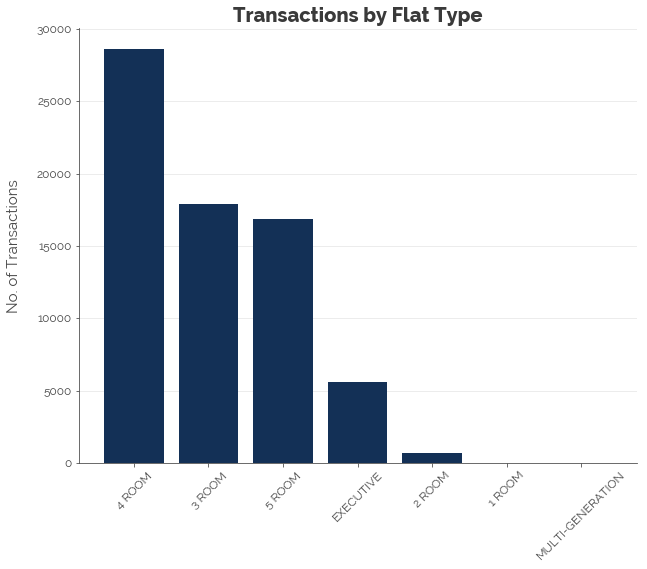 Transactions by Flat Type
No. of Transactions
30000
25000
20000
15000
10000
5000
0
4 ROOM
3 ROOM
5 ROOM
EXECUTIVE
2 ROOM
1 ROOM
MULTI-GENERATION